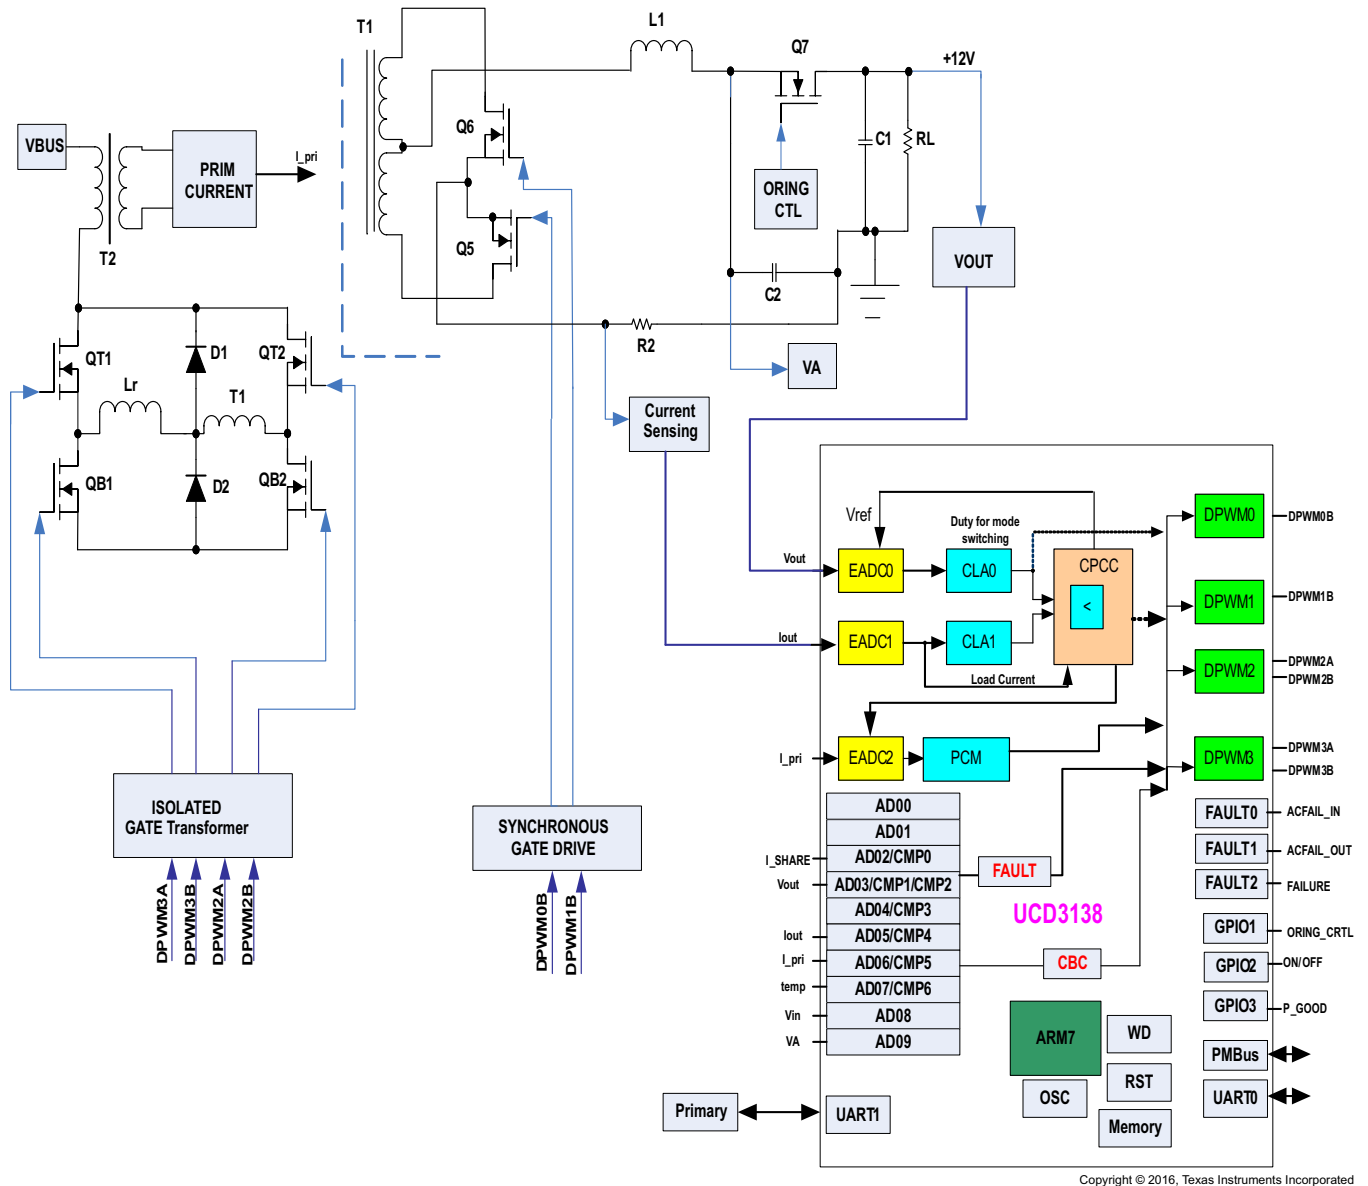 T1
L1
Q7
+12V
VBUS
PRIM
CURRENT
I_pri
Q6
C1
RL
ORING
CTL
T2
Q5
VOUT
C2
R2
QT1
D1
QT2
VA
Lr
T1
Current
Sensing
QB1
D2
QB2
Vref
Duty for mode
switching
DPWM0
DPWM0B
Vout
EADC0
CLA0
CPCC
<
DPWM1
DPWM1B
Iout
EADC1
CLA1
Load Current
DPWM2
DPWM2A
DPWM2B
I_pri
EADC2
PCM
DPWM3
DPWM3A
DPWM3B
ISOLATED
GATE Transformer
SYNCHRONOUS
GATE DRIVE
DPWM3A
DPWM3B
DPWM2A
DPWM2B
DPWM0B
DPWM1B
AD00
AD01
I_SHARE
AD02/CMP0
Vout
AD03/CMP1/CMP2
AD04/CMP3
Iout
AD05/CMP4
I_pri
AD06/CMP5
temp
AD07/CMP6
Vin
AD08
VA
AD09
FAULT
UCD3138
CBC
FAULT0
ACFAIL_IN
FAULT1
ACFAIL_OUT
FAULT2
FAILURE
GPIO1
ORING_CRTL
GPIO2
ON/OFF
GPIO3
P_GOOD
ARM7
WD
PMBus
OSC
RST
UART0
Memory
Primary
UART1
Copyright © 2016, Texas Instruments Incorporated